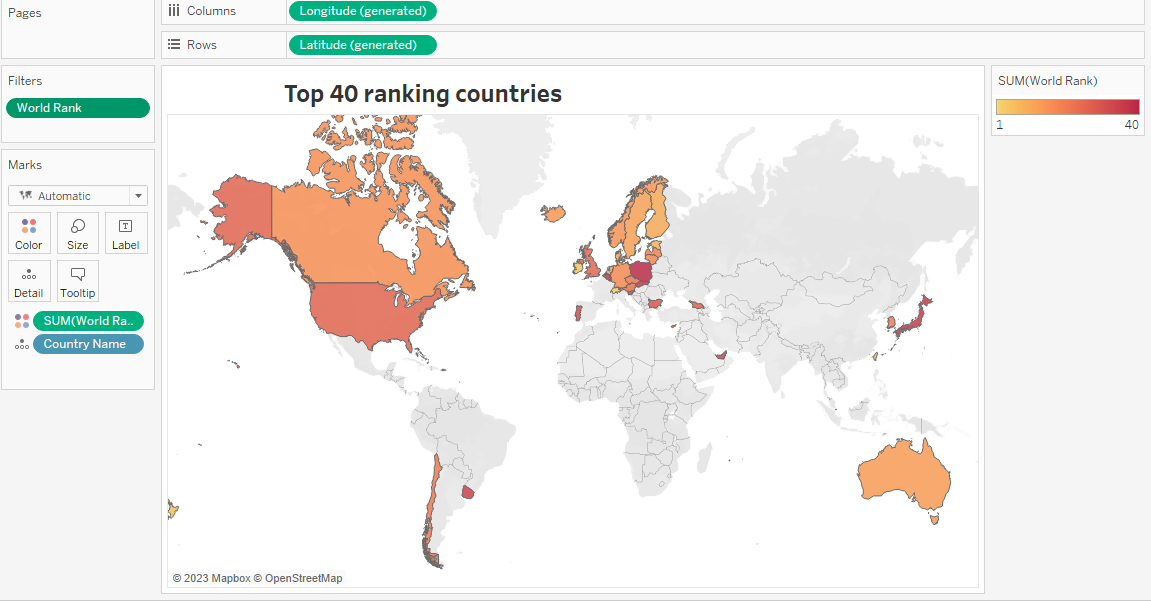 Pages
Columns
Longitude (generated)
Rows
Latitude (generated)
Filters
World Rank
Marks
Automatic
Color
Size
Label
Detail
Tooltip
SUM(World Ra..
Country Name
Top 40 ranking countries
© 2023 Mapbox © OpenStreetMap
SUM(World Rank)
1
40